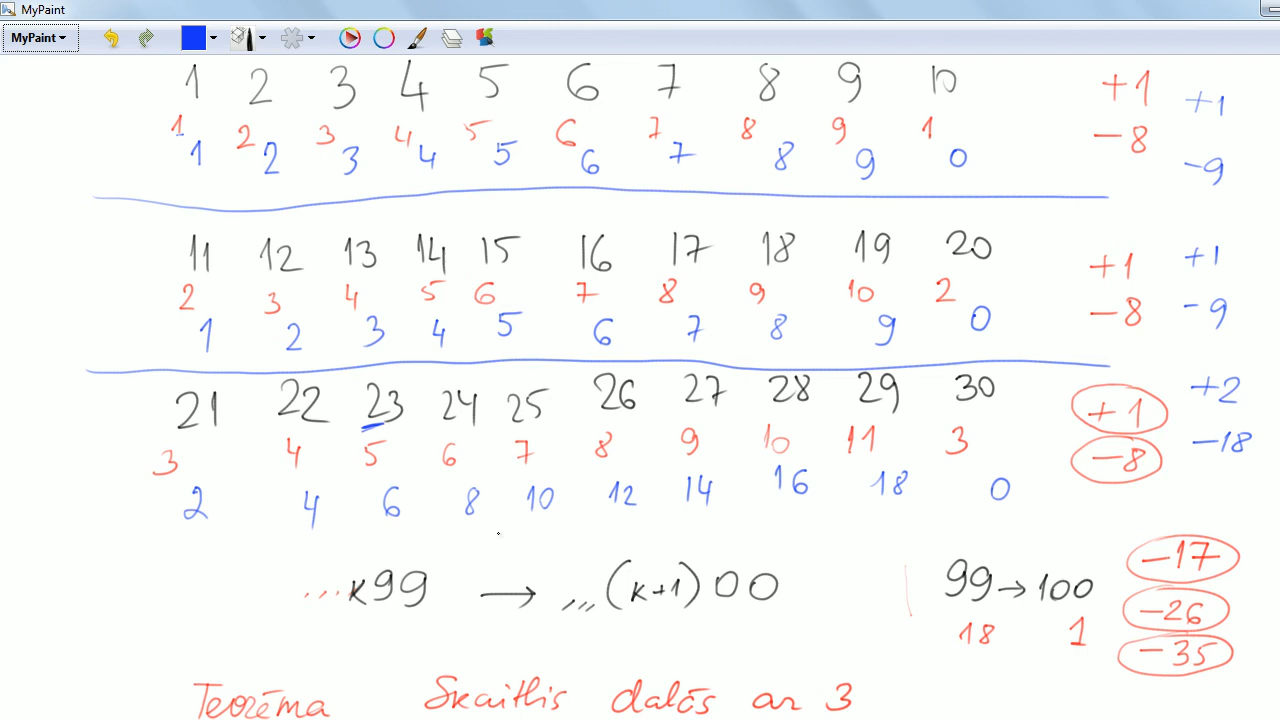 MyPaint
MyPaint
1 2 3 4 5 6 7 8 9 10 +1 +1
1 2 3 4 5 6 7 8 9 1 -8
1 2 3 4 5 6 7 8 9 0 -9
11 12 13 14 15 16 17 18 19 20 +1 +1
2 3 4 5 6 7 8 9 10 2 -8 -9
1 2 3 4 5 6 7 8 9 0
21 22 23 24 25 26 27 28 29 30 +1 +2
3 4 5 6 7 8 9 10 11 3 -8 -18
2 4 6 8 10 12 14 16 18 0
...k99 → ...(k+1)00 99→100 -17
18 1 -26
-35
Teorēma Skaitlis dalās ar 3